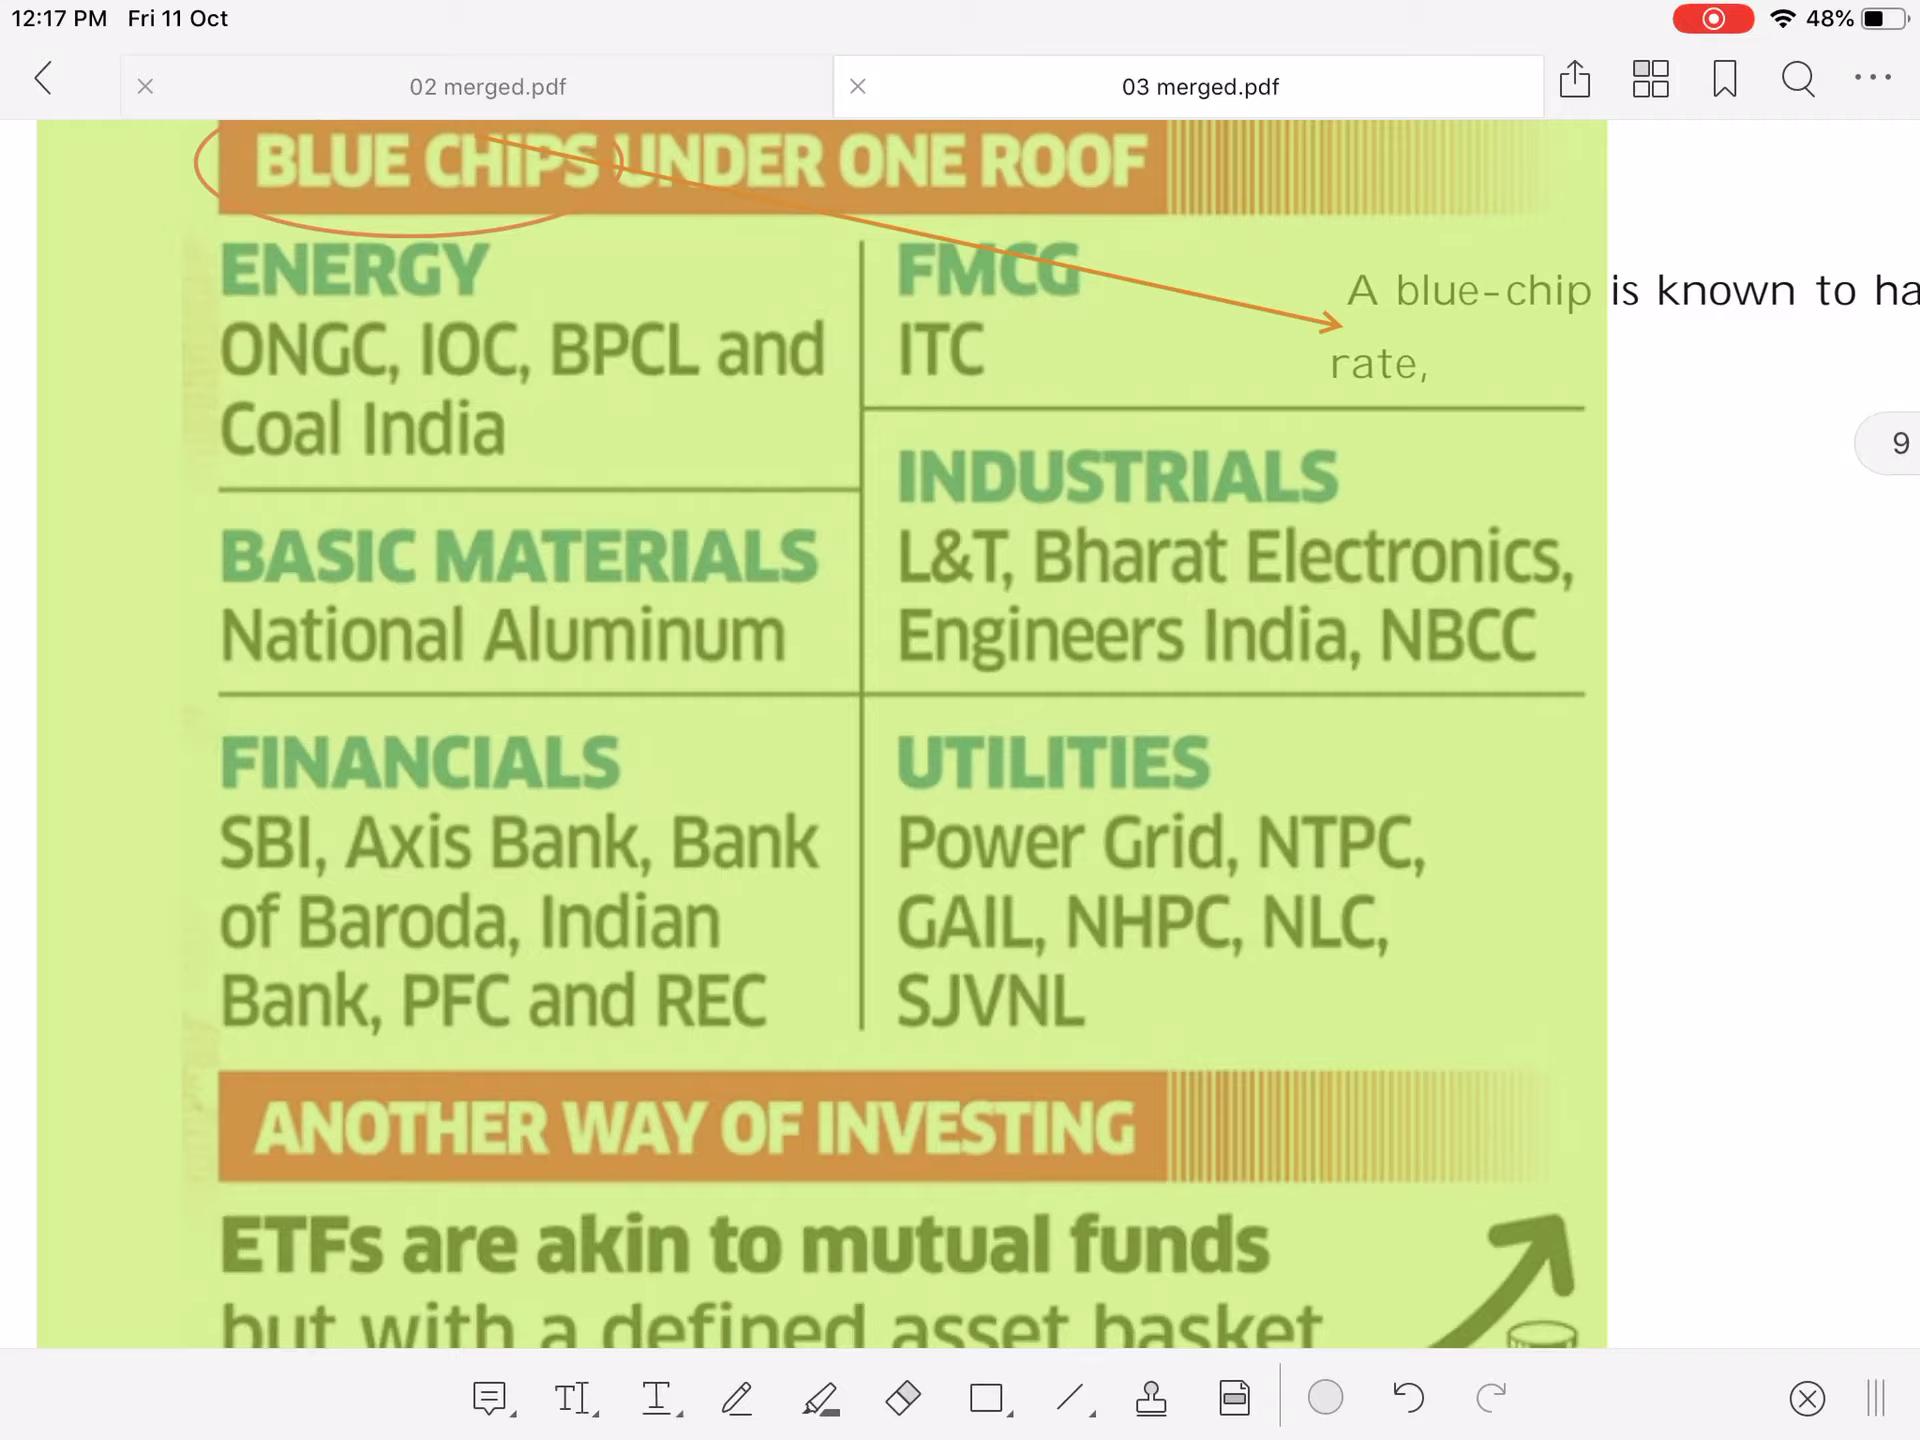 12:17 PM Fri 11 Oct
48%
02 merged.pdf
03 merged.pdf
BLUE CHIPS UNDER ONE ROOF
ENERGY
ONGC, IOC, BPCL and
Coal India
BASIC MATERIALS
National Aluminum
FINANCIALS
SBI, Axis Bank, Bank
of Baroda, Indian
Bank, PFC and REC
FMCG
ITC
A blue-chip is known to ha
rate,
9
INDUSTRIALS
L&T, Bharat Electronics,
Engineers India, NBCC
UTILITIES
Power Grid, NTPC,
GAIL, NHPC, NLC,
SJVNL
ANOTHER WAY OF INVESTING
ETFs are akin to mutual funds
but with a defined asset basket